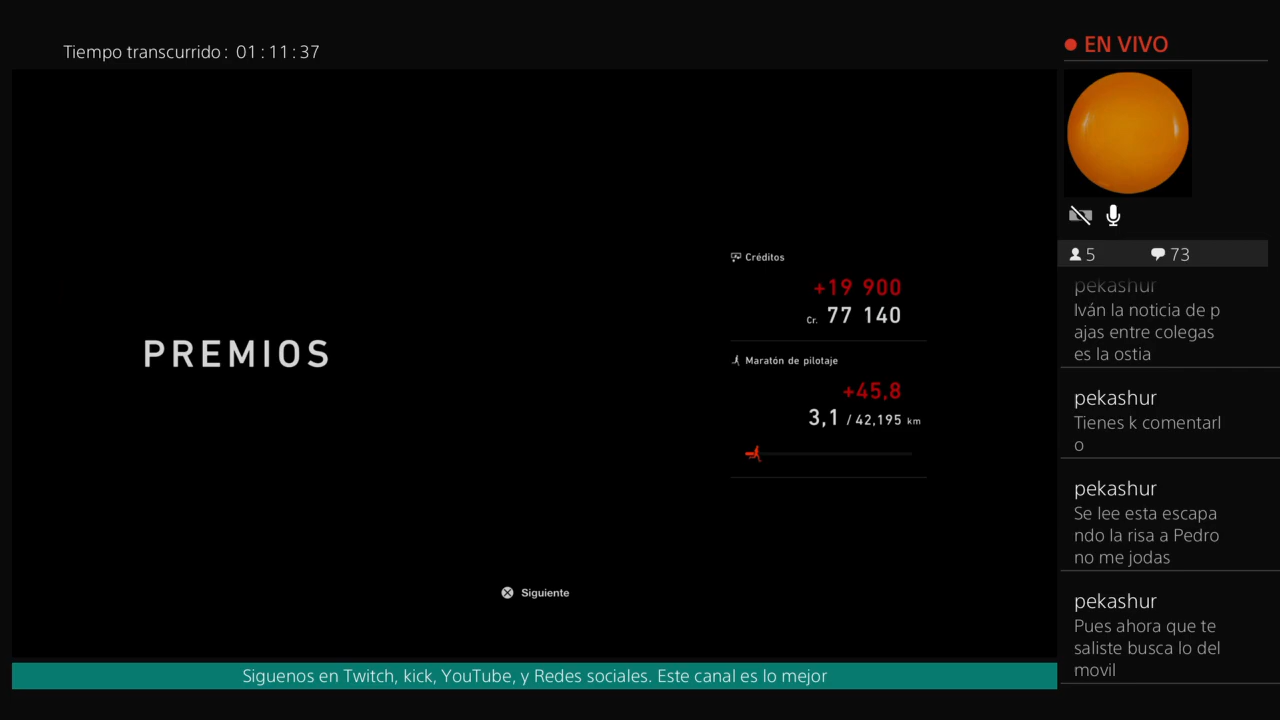 Tiempo transcurrido : 01:11:37
EN VIVO
5 73
pekashur
Iván la noticia de p
ajas entre colegas
es la ostia
pekashur
Tienes k comentarl
o
pekashur
Se lee esta escapa
ndo la risa a Pedro
no me jodas
pekashur
Pues ahora que te
saliste busca lo del
movil
PREMIOS
Créditos
+19 900
Cr. 77 140
Maratón de pilotaje
+45,8
3,1 / 42,195 km
Siguiente
Siguenos en Twitch, kick, YouTube, y Redes sociales. Este canal es lo mejor